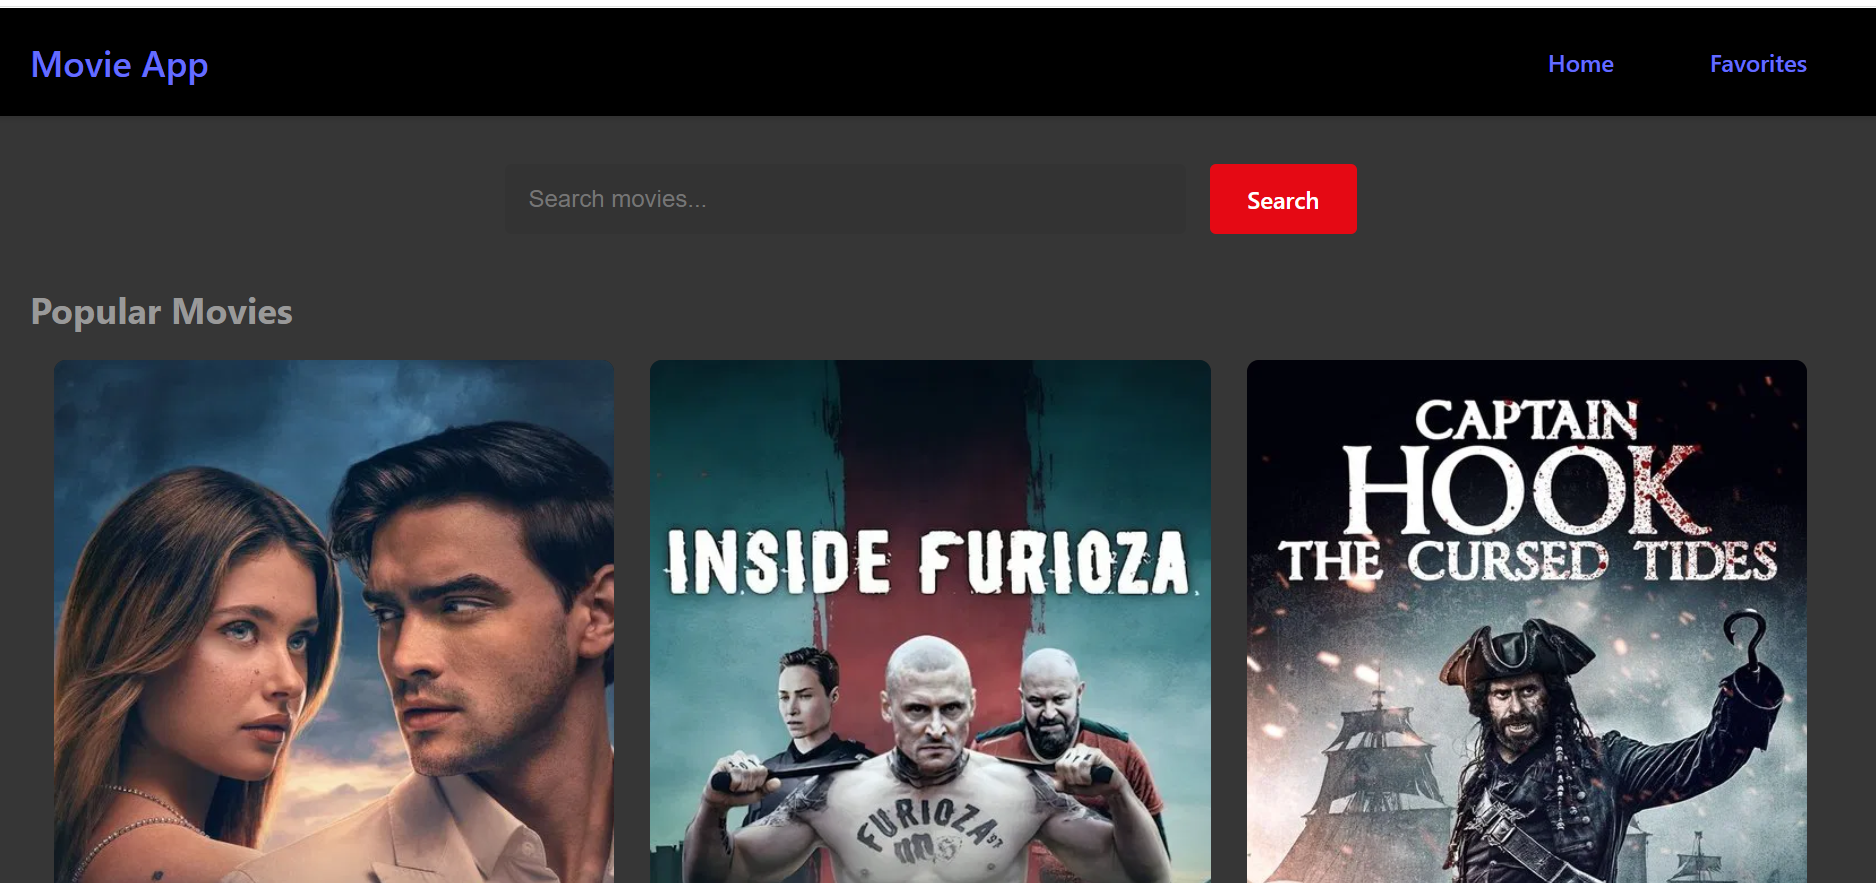 Movie App
Home
Favorites
Search movies...
Search
Popular Movies
INSIDE FURIOZA
FURIOZA
CAPTAIN
HOOK
THE CURSED TIDES